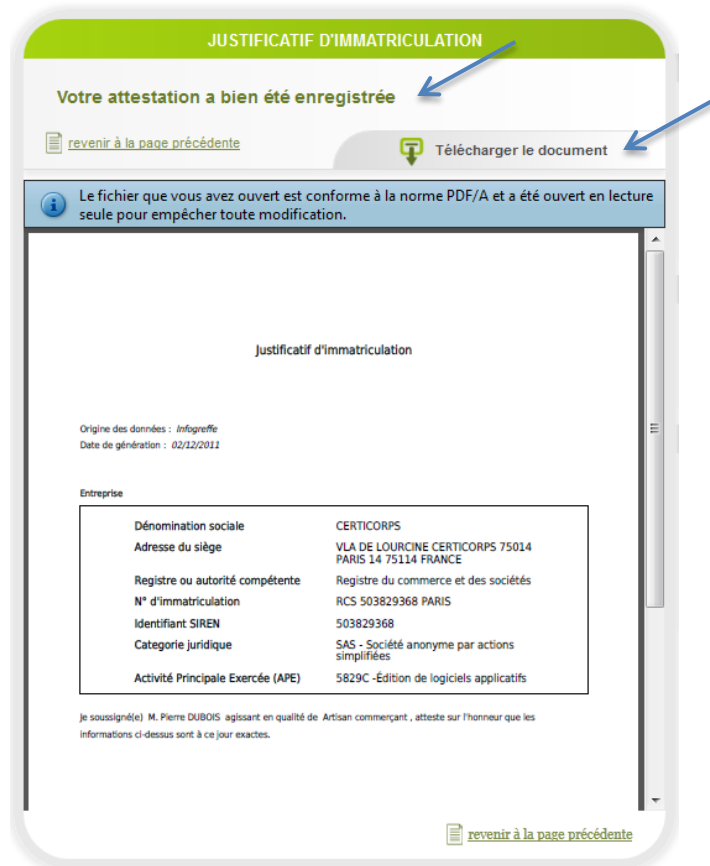 JUSTIFICATIF D'IMMATRICULATION
Votre attestation a bien été enregistrée
revenir à la page précédente
Télécharger le document
Le fichier que vous avez ouvert est conforme à la norme PDF/A et a été ouvert en lecture
seule pour empêcher toute modification.
Justificatif d'immatriculation
Origine des données : Infogreffe
Date de génération : 02/12/2011
Entreprise
Dénomination sociale CERTICORPS
Adresse du siège VLA DE LOURCINE CERTICORPS 75014
PARIS 14 75114 FRANCE
Registre ou autorité compétente Registre du commerce et des sociétés
N° d'immatriculation RCS 503829368 PARIS
Identifiant SIREN 503829368
Categorie juridique SAS - Société anonyme par actions
simplifiées
Activité Principale Exercée (APE) 5829C -Édition de logiciels applicatifs
Je soussigné(e) M. Pierre DUBOIS agissant en qualité de Artisan commerçant , atteste sur l'honneur que les
informations ci-dessus sont à ce jour exactes.
revenir à la page précédente